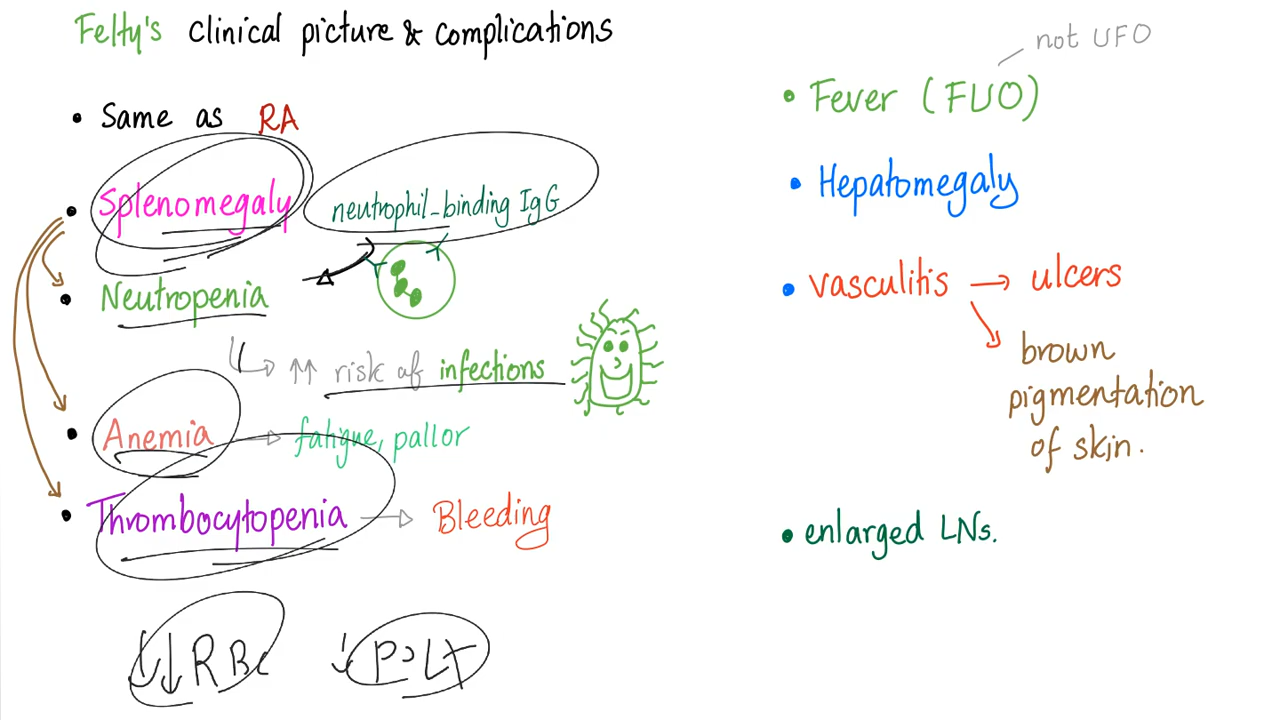 Felty's Clinical picture & complications
• Same as RA
• Splenomegaly neutrophil-binding IgG
• Neutropenia
↑↑ risk of infections
• Anemia → fatigue, pallor
• Thrombocytopenia → Bleeding
↓↓ RBC ↓ PLT
not UFO
• Fever (FUO)
• Hepatomegaly
• vasculitis → ulcers
brown
pigmentation
of skin.
• enlarged LNs.